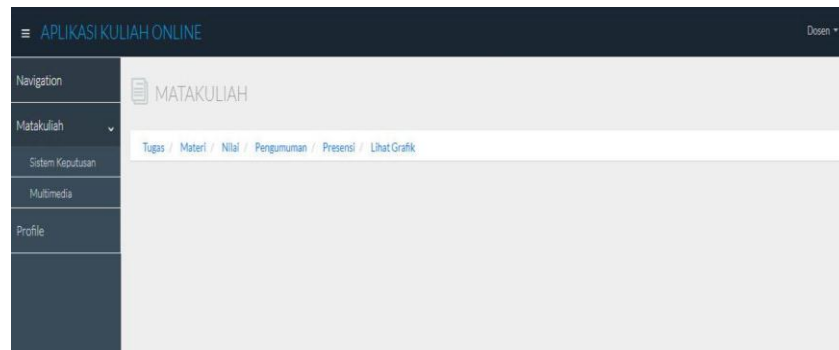 ≡ APLIKASI KULIAH ONLINE
Dosen
Navigation
MATAKULIAH
Matakuliah
Tugas / Materi / Nilai / Pengumuman / Presensi / Lihat Grafik
Sistem Keputusan
Multimedia
Profile